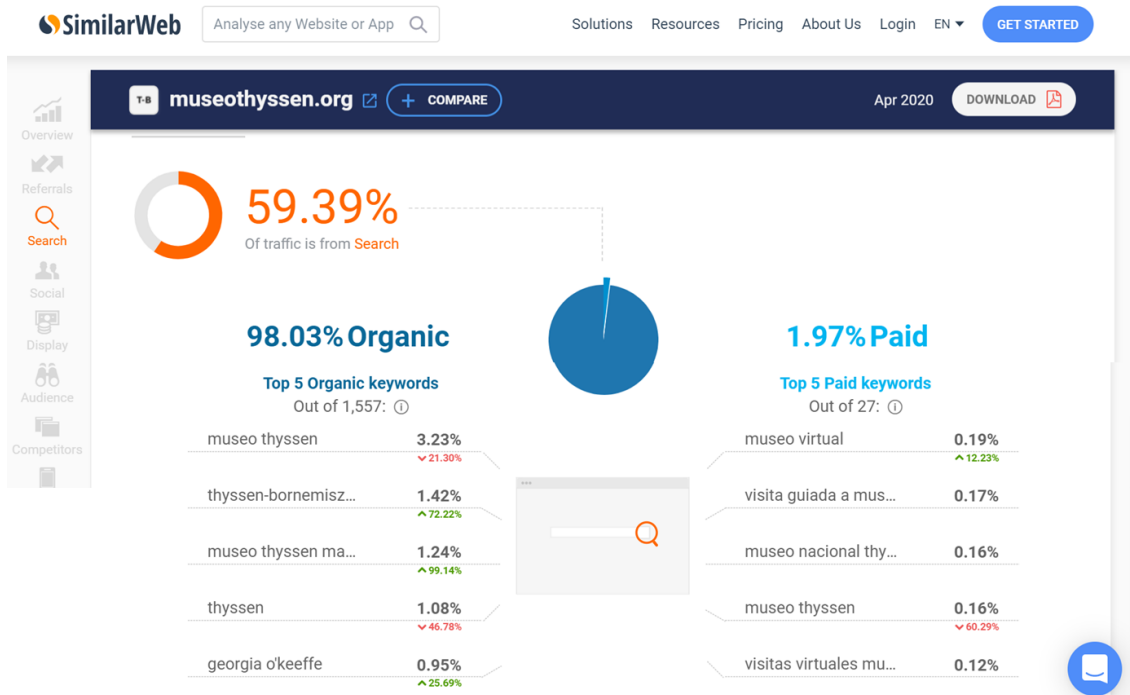 SimilarWeb
Analyse any Website or App
Solutions Resources Pricing About Us Login EN GET STARTED
T-B museothyssen.org + COMPARE Apr 2020 DOWNLOAD
Overview
Referrals
Search
Social
Display
Audience
Competitors
59.39%
Of traffic is from Search
98.03% Organic
Top 5 Organic keywords
Out of 1,557:
museo thyssen 3.23%
21.30%
thyssen-bornemisz... 1.42%
72.22%
museo thyssen ma... 1.24%
99.14%
thyssen 1.08%
46.78%
georgia o'keeffe 0.95%
25.69%
1.97% Paid
Top 5 Paid keywords
Out of 27:
museo virtual 0.19%
12.23%
visita guiada a mus... 0.17%
museo nacional thy... 0.16%
museo thyssen 0.16%
60.29%
visitas virtuales mu... 0.12%